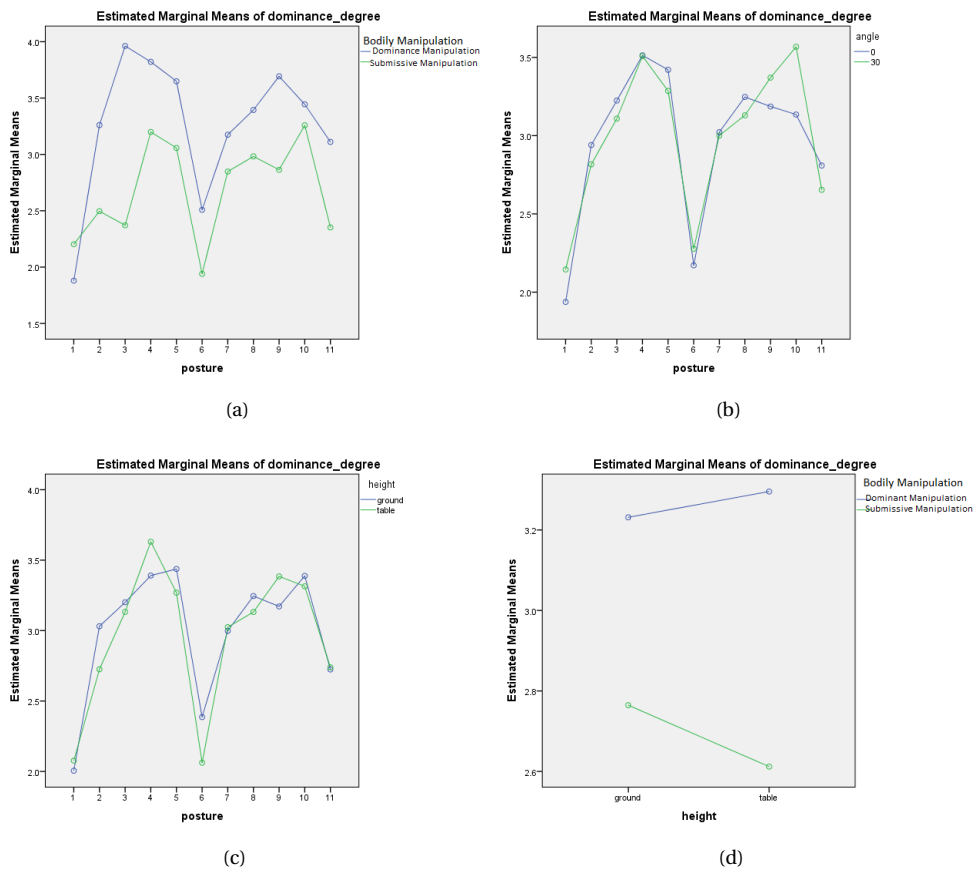 Estimated Marginal Means of dominance_degree
Bodily Manipulation
Dominance Manipulation
Submissive Manipulation
Estimated Marginal Means
4.0
3.5
3.0
2.5
2.0
1.5
1 2 3 4 5 6 7 8 9 10 11
posture
(a)
Estimated Marginal Means of dominance_degree
angle
0
30
Estimated Marginal Means
3.5
3.0
2.5
2.0
1 2 3 4 5 6 7 8 9 10 11
posture
(b)
Estimated Marginal Means of dominance_degree
height
ground
table
Estimated Marginal Means
4.0
3.5
3.0
2.5
2.0
1 2 3 4 5 6 7 8 9 10 11
posture
(c)
Estimated Marginal Means of dominance_degree
Bodily Manipulation
Dominant Manipulation
Submissive Manipulation
Estimated Marginal Means
3.2
3.0
2.8
2.6
ground table
height
(d)